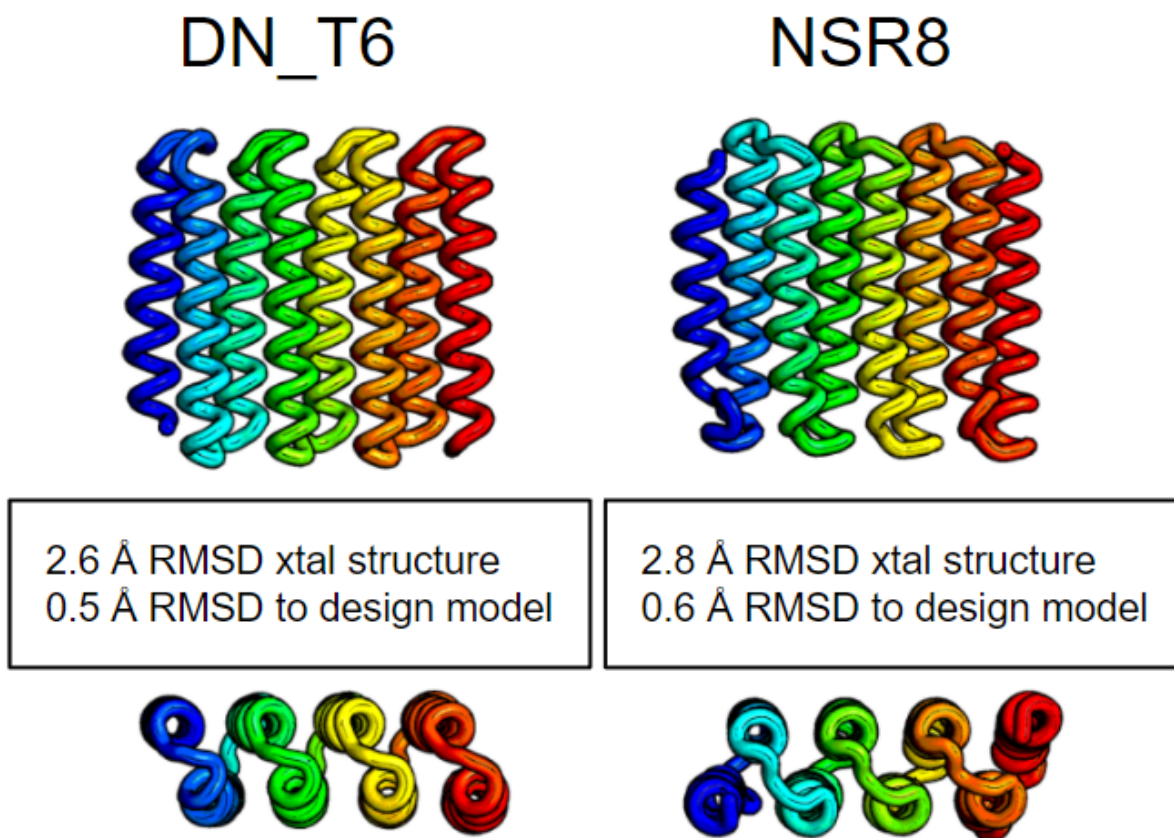 DN_T6
NSR8
2.6 Å RMSD xtal structure
0.5 Å RMSD to design model
2.8 Å RMSD xtal structure
0.6 Å RMSD to design model